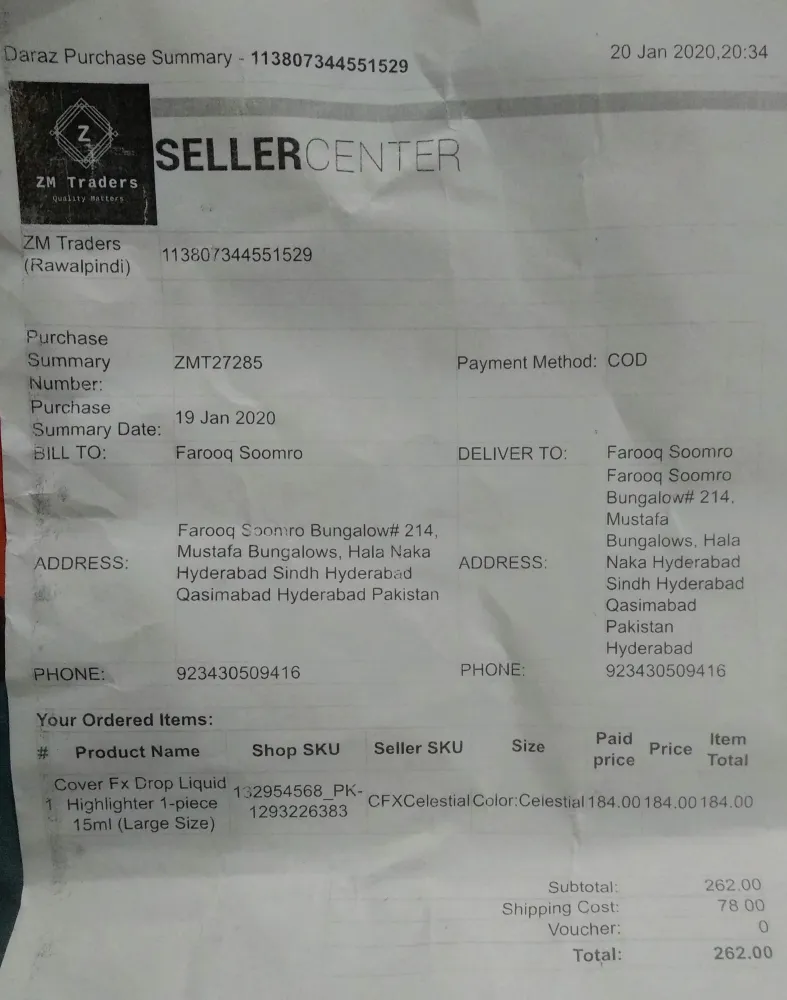 Daraz Purchase Summary - 113807344551529
20 Jan 2020,20:34
Z
ZM Traders
Quality Matters
SELLERCENTER
ZM Traders
(Rawalpindi)
113807344551529
Purchase
Summary
Number:
ZMT27285
Payment Method: COD
Purchase
Summary Date:
19 Jan 2020
BILL TO:
Farooq Soomro
DELIVER TO:
Farooq Soomro
ADDRESS:
Farooq Soomro Bungalow# 214,
Mustafa Bungalows, Hala Naka
Hyderabad Sindh Hyderabad
Qasimabad Hyderabad Pakistan
ADDRESS:
Farooq Soomro
Bungalow# 214,
Mustafa
Bungalows, Hala
Naka Hyderabad
Sindh Hyderabad
Qasimabad
Pakistan
Hyderabad
PHONE:
923430509416
PHONE:
923430509416
Your Ordered Items:
# Product Name Shop SKU Seller SKU Size Paid price Price Item Total
1 Cover Fx Drop Liquid
Highlighter 1-piece
15ml (Large Size)
132954568_PK-
1293226383
CFXCelestial Color:Celestial 184.00 184.00 184.00
Subtotal: 262.00
Shipping Cost: 78.00
Voucher: 0
Total: 262.00